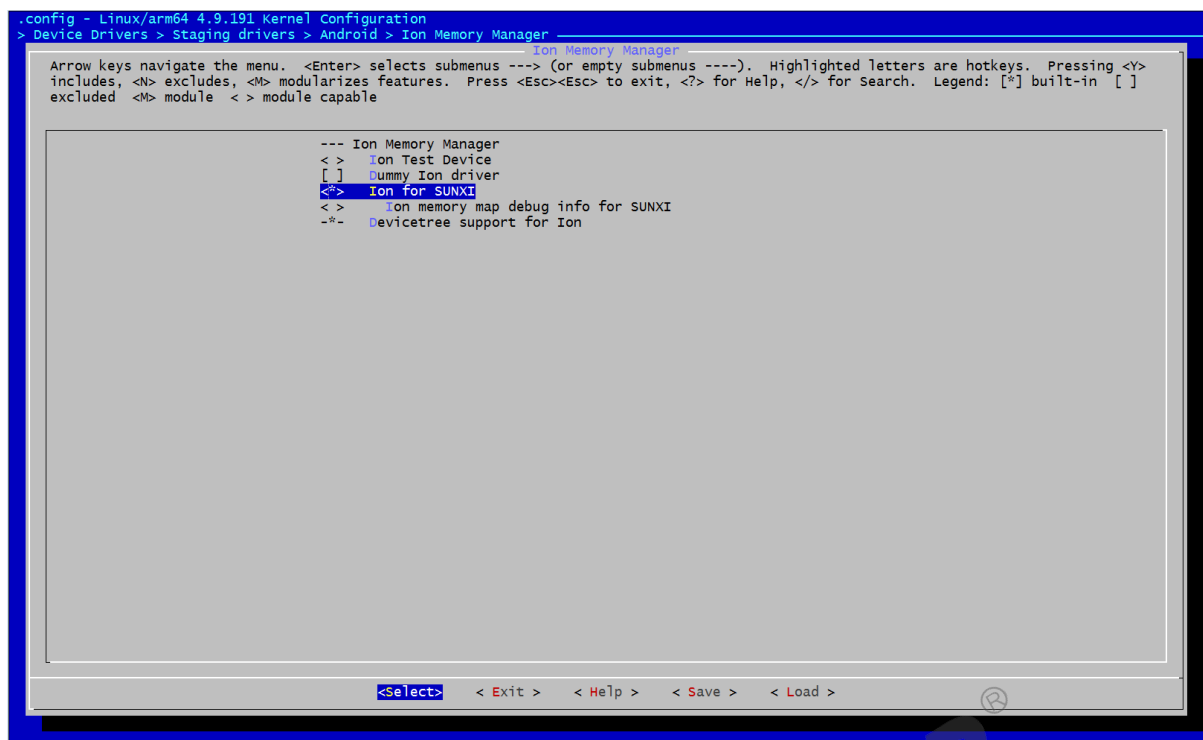 .config - Linux/arm64 4.9.191 Kernel Configuration
> Device Drivers > Staging drivers > Android > Ion Memory Manager
Ion Memory Manager
Arrow keys navigate the menu. <Enter> selects submenus ---> (or empty submenus ----). Highlighted letters are hotkeys. Pressing <Y>
includes, <N> excludes, <M> modularizes features. Press <Esc><Esc> to exit, <?> for Help, </> for Search. Legend: [*] built-in [ ]
excluded <M> module < > module capable
--- Ion Memory Manager
< > Ion Test Device
[ ] Dummy Ion driver
<*> Ion for SUNXI
< > Ion memory map debug info for SUNXI
-*- Devicetree support for Ion
<Select> < Exit > < Help > < Save > < Load >
®